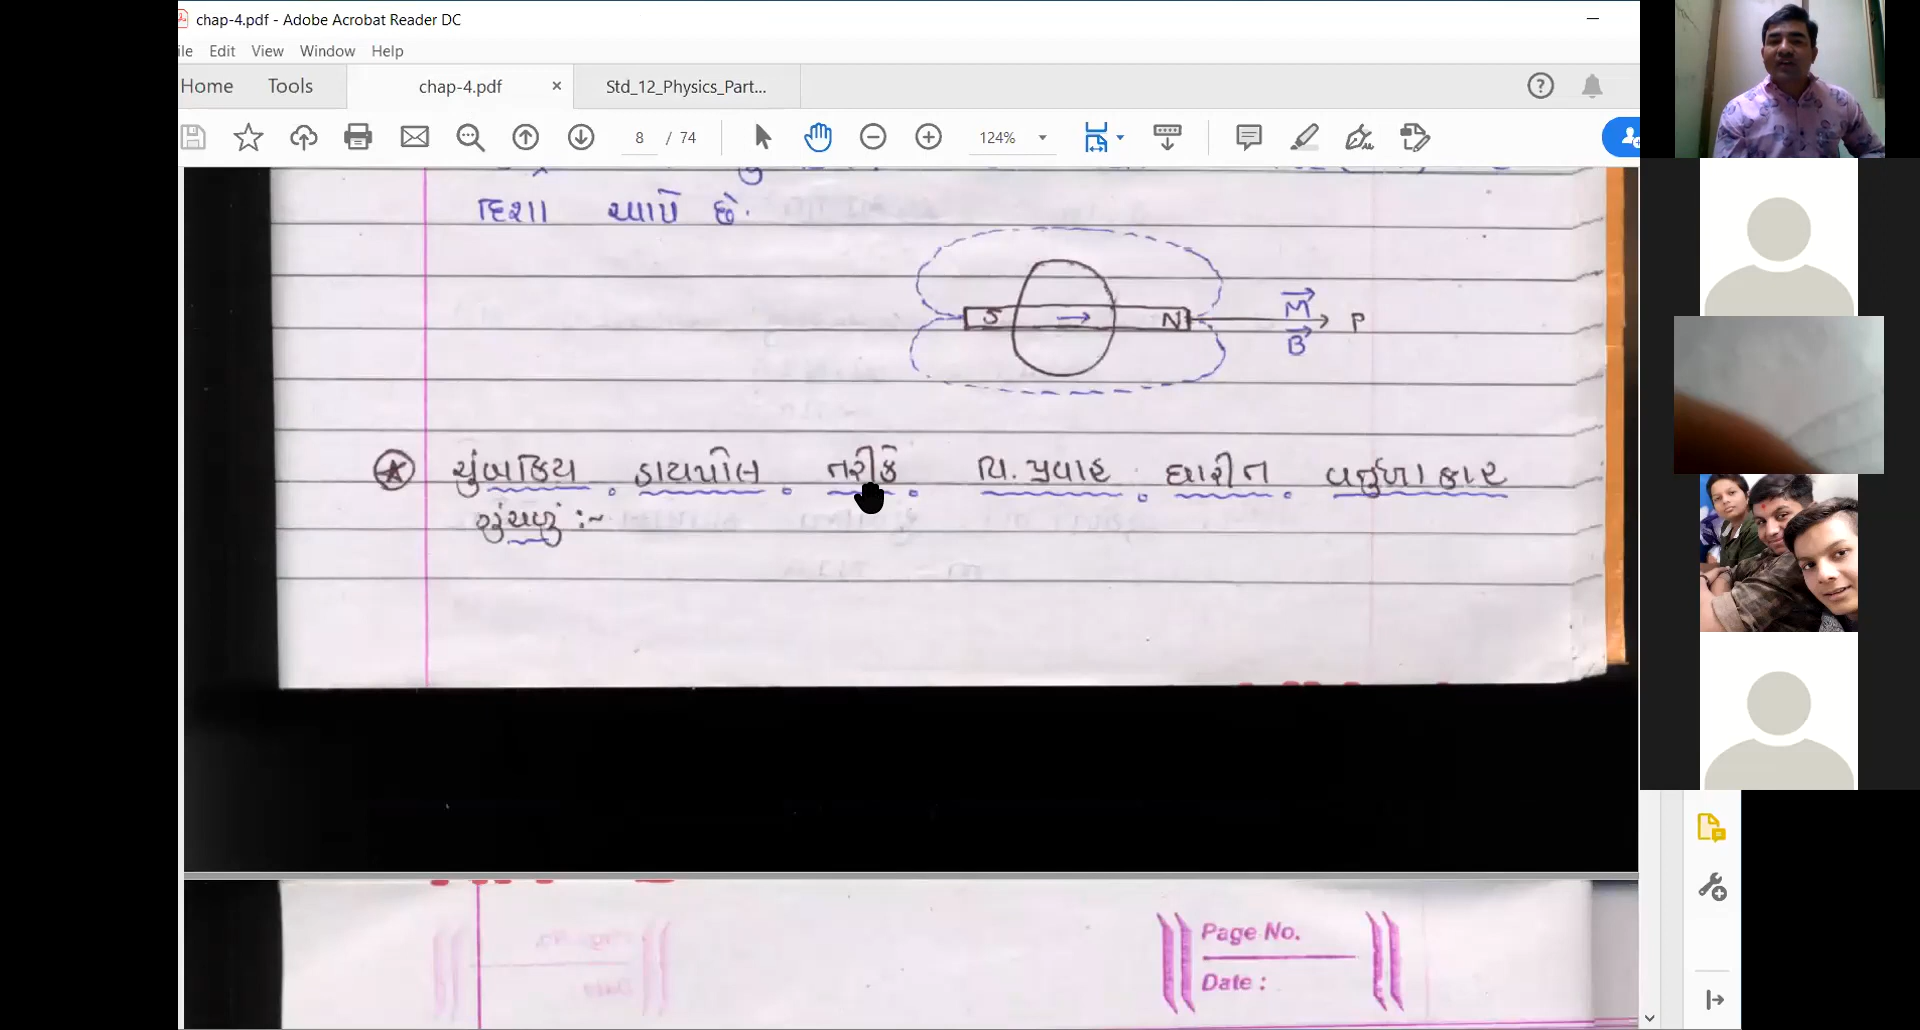 chap-4.pdf - Adobe Acrobat Reader DC
ile Edit View Window Help
Home Tools chap-4.pdf × Std_12_Physics_Part...
8 / 74 124%
દિશા આપે છે.
S N M P
B
ચુંબકિય ડાયપોલ તરીકે વિ. પ્રવાહ ધારીત વર્તુળાકાર
ગુંચળું :~
Page No.
Date :